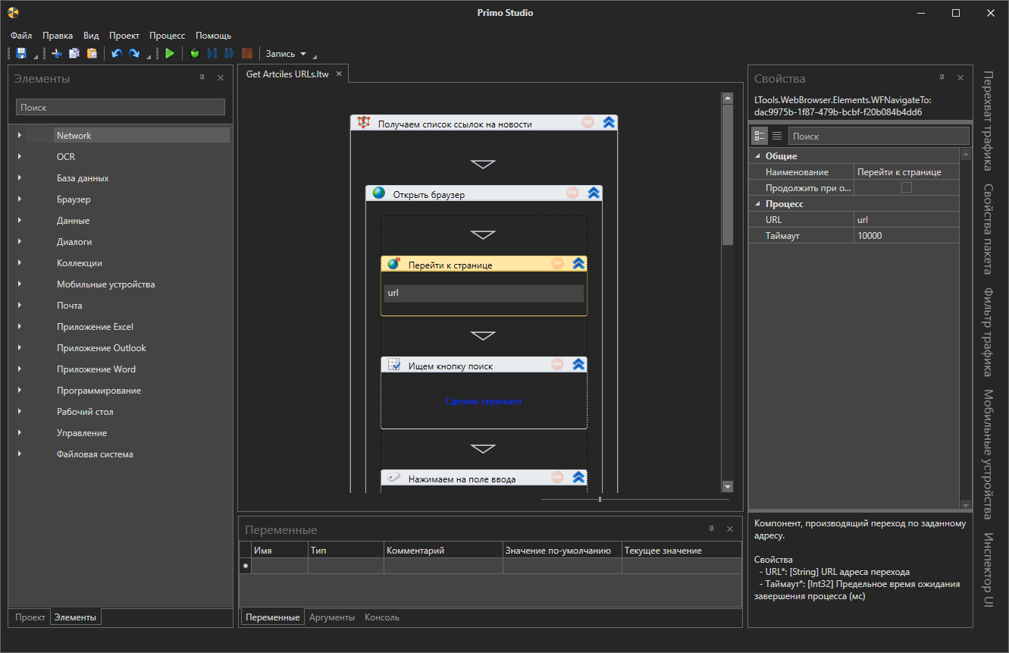 Primo Studio
Файл Правка Вид Проект Процесс Помощь
Запись
Элементы
Поиск
Network
OCR
База данных
Браузер
Данные
Диалоги
Коллекции
Мобильные устройства
Почта
Приложение Excel
Приложение Outlook
Приложение Word
Программирование
Рабочий стол
Управление
Файловая система
Проект Элементы
Get Artciles URLs.ltw
Получаем список ссылок на новости
Открыть браузер
Перейти к странице
url
Ищем кнопку поиск
Сделать скриншот
Нажимаем на поле ввода
Переменные
Имя Тип Комментарий Значение по-умолчанию Текущее значение
Переменные Аргументы Консоль
Свойства
LTools.WebBrowser.Elements.WFNavigateTo:
dac9975b-1f87-479b-bcbf-f20b084b4dd6
Поиск
Общие
Наименование Перейти к странице
Продолжить при о...
Процесс
URL url
Таймаут 10000
Компонент, производящий переход по заданному
адресу.
Свойства
- URL*: [String] URL адреса перехода
- Таймаут*: [Int32] Предельное время ожидания
завершения процесса (мс)
Перехват трафика
Свойства пакета
Фильтр трафика
Мобильные устройства
Инспектор UI